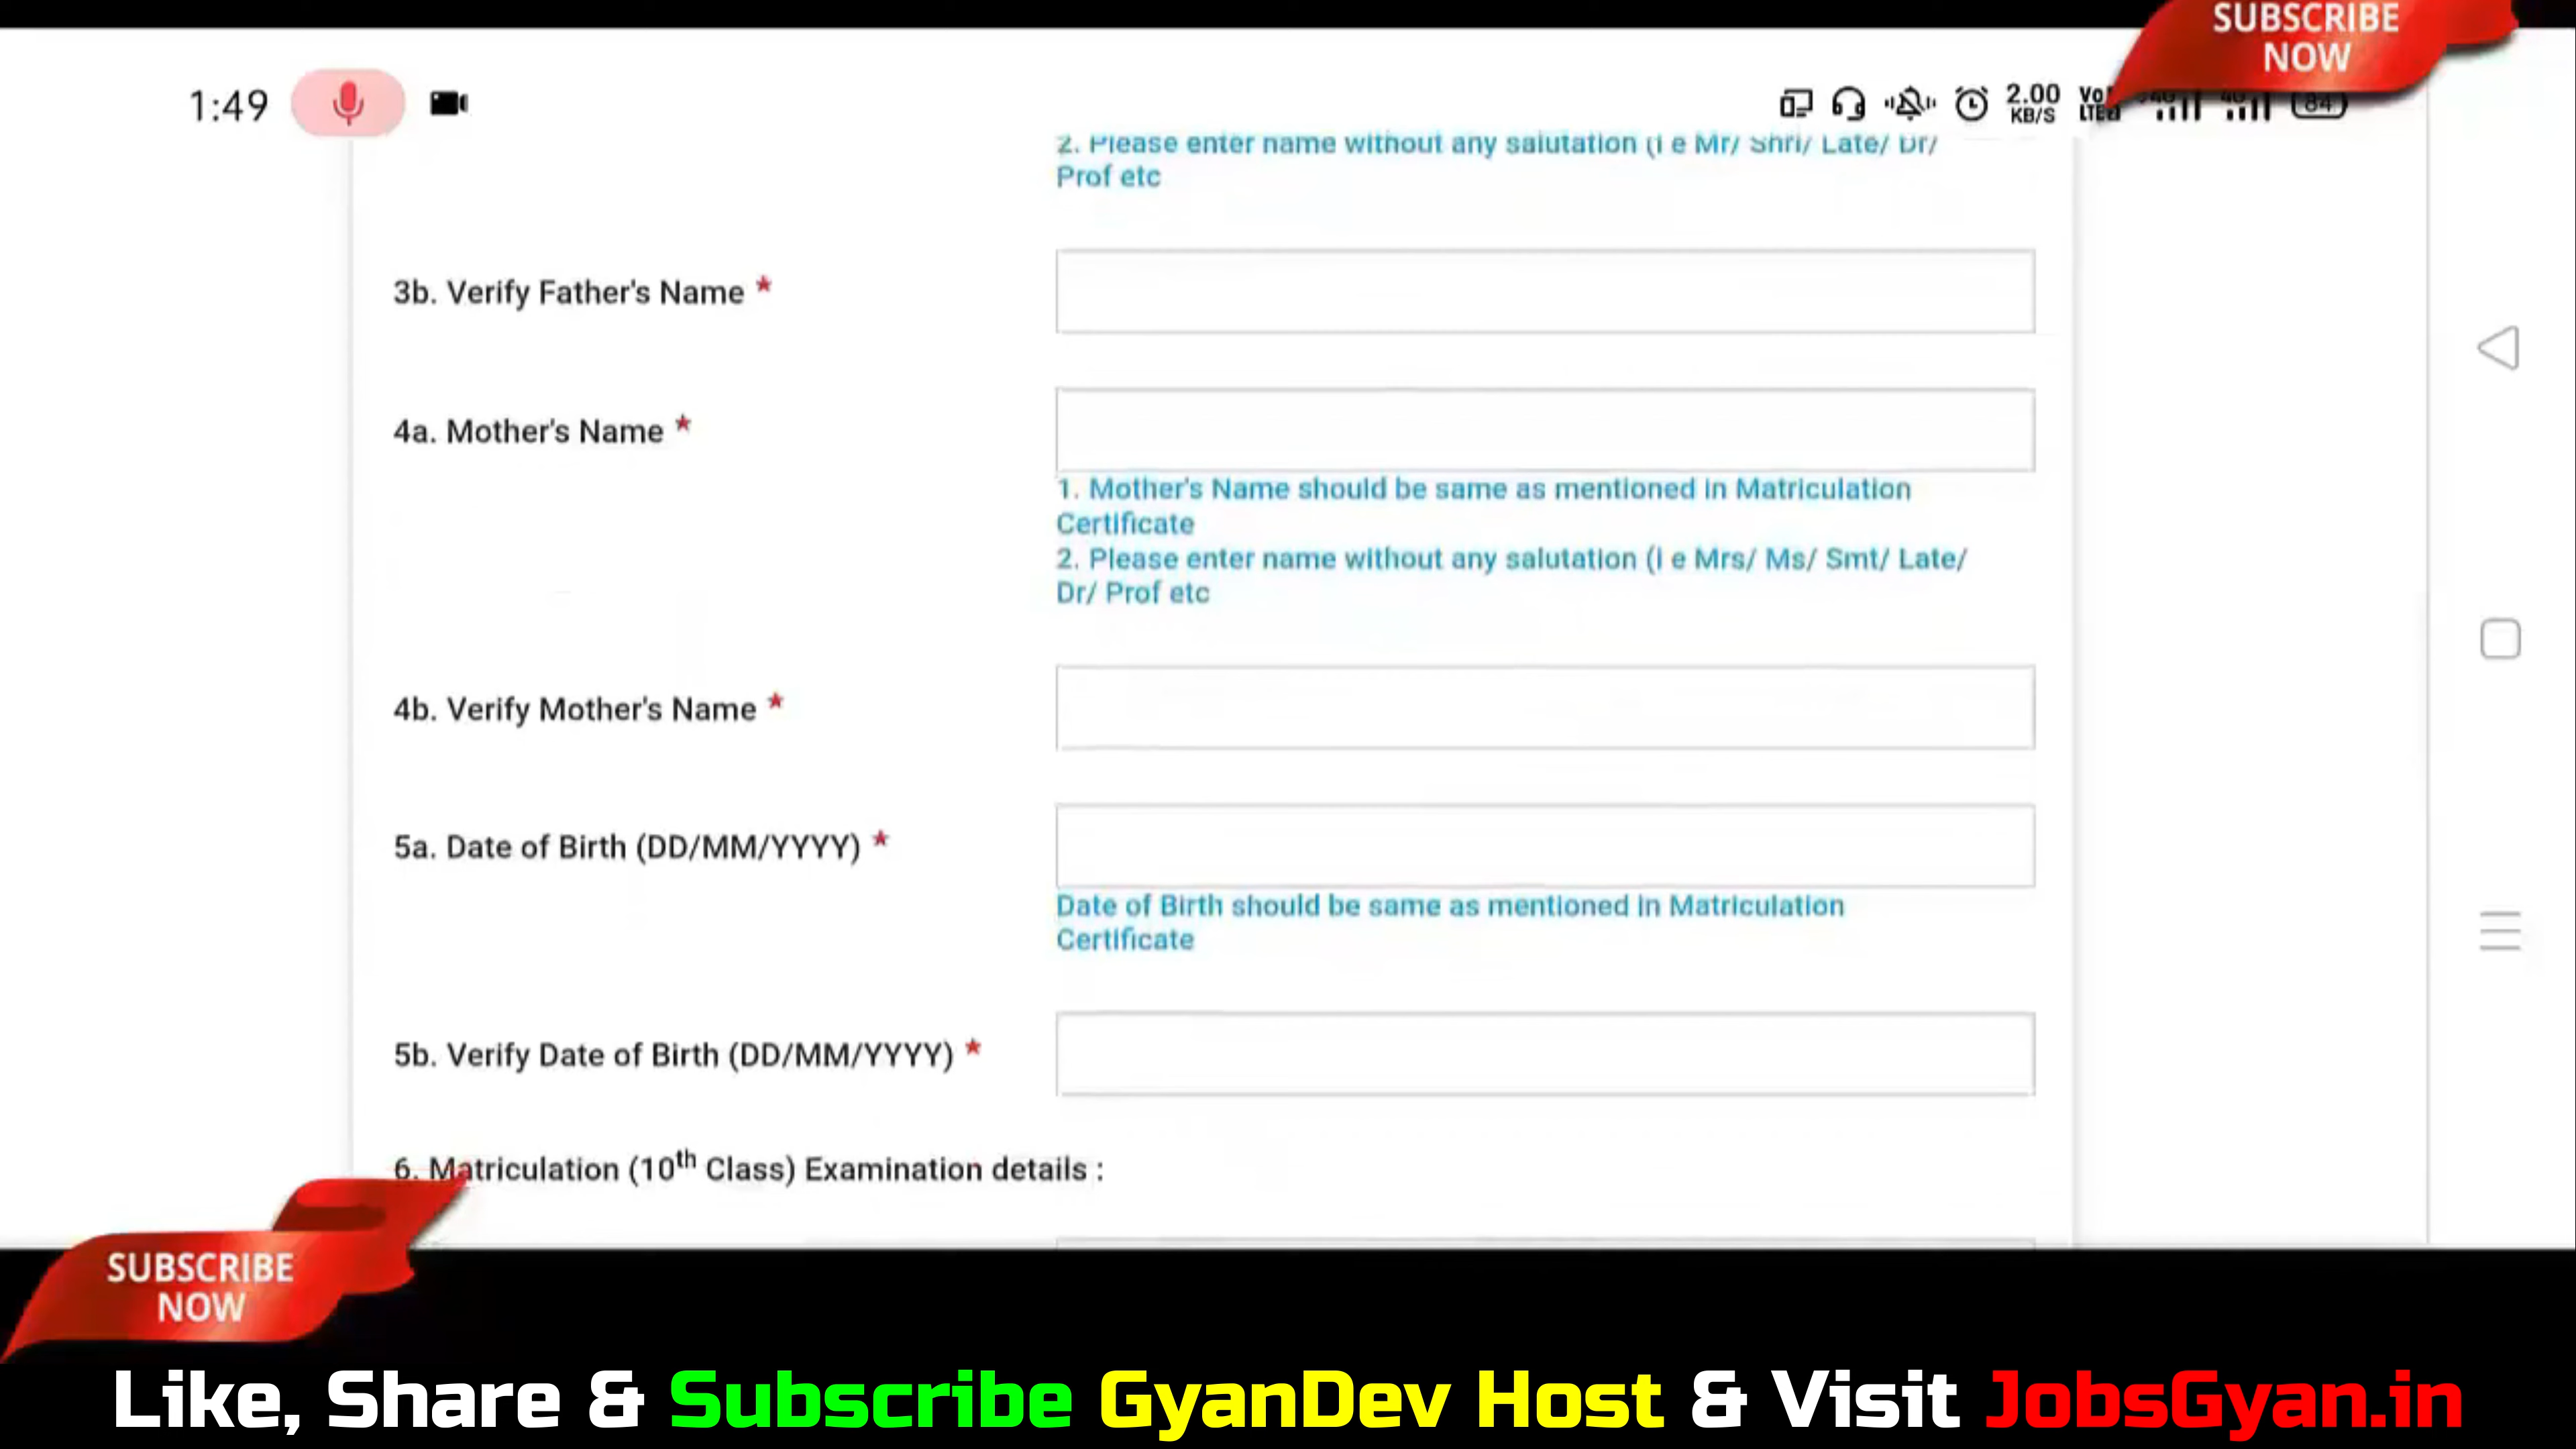 SUBSCRIBE
NOW
1:49
2.00
KB/S
2. Please enter name without any salutation (i e Mr/ Shri/ Late/ Dr/
Prof etc
3b. Verify Father's Name *
4a. Mother's Name *
1. Mother's Name should be same as mentioned in Matriculation
Certificate
2. Please enter name without any salutation (i e Mrs/ Ms/ Smt/ Late/
Dr/ Prof etc
4b. Verify Mother's Name *
5a. Date of Birth (DD/MM/YYYY) *
Date of Birth should be same as mentioned in Matriculation
Certificate
5b. Verify Date of Birth (DD/MM/YYYY) *
6. Matriculation (10th Class) Examination details :
SUBSCRIBE
NOW
Like, Share & Subscribe GyanDev Host & Visit JobsGyan.in